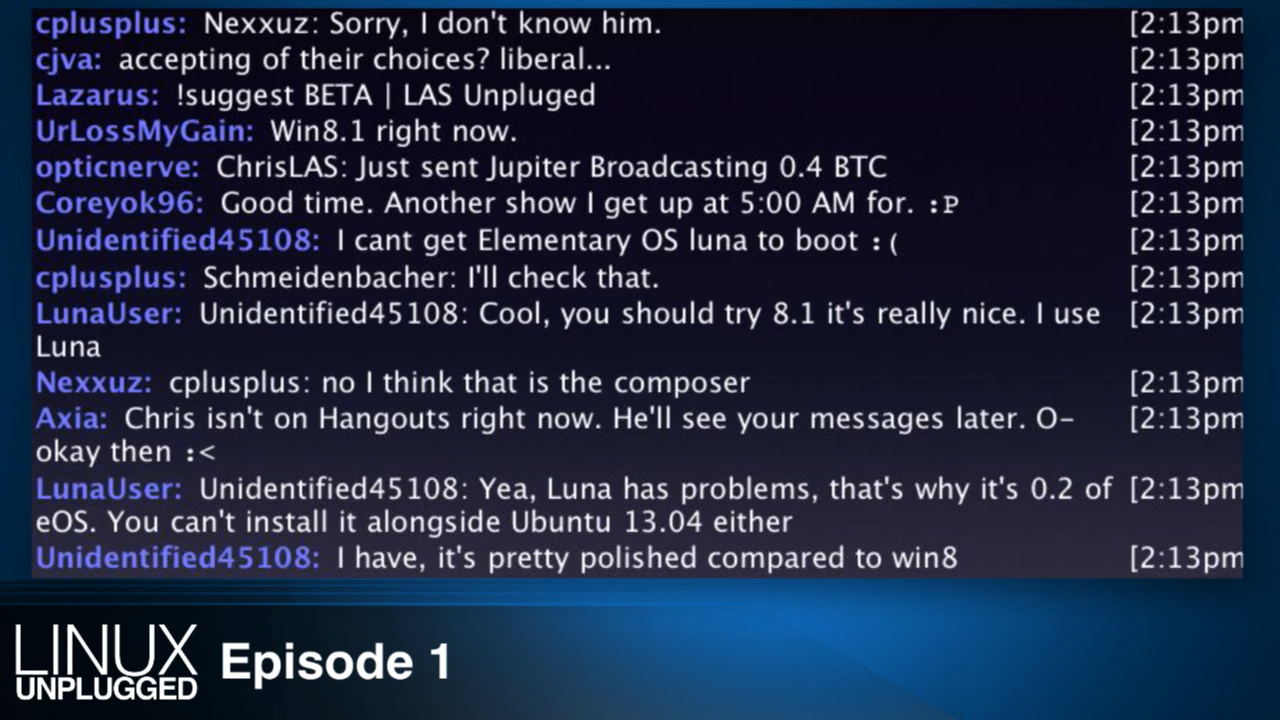 cplusplus: Nexxuz: Sorry, I don't know him. [2:13pm
cjva: accepting of their choices? liberal... [2:13pm
Lazarus: !suggest BETA | LAS Unpluged [2:13pm
UrLossMyGain: Win8.1 right now. [2:13pm
opticnerve: ChrisLAS: Just sent Jupiter Broadcasting 0.4 BTC [2:13pm
Coreyok96: Good time. Another show I get up at 5:00 AM for. :P [2:13pm
Unidentified45108: I cant get Elementary OS luna to boot :( [2:13pm
cplusplus: Schmeidenbacher: I'll check that. [2:13pm
LunaUser: Unidentified45108: Cool, you should try 8.1 it's really nice. I use [2:13pm
Luna
Nexxuz: cplusplus: no I think that is the composer [2:13pm
Axia: Chris isn't on Hangouts right now. He'll see your messages later. O- [2:13pm
okay then :<
LunaUser: Unidentified45108: Yea, Luna has problems, that's why it's 0.2 of [2:13pm
eOS. You can't install it alongside Ubuntu 13.04 either
Unidentified45108: I have, it's pretty polished compared to win8 [2:13pm
LINUX
UNPLUGGED
Episode 1